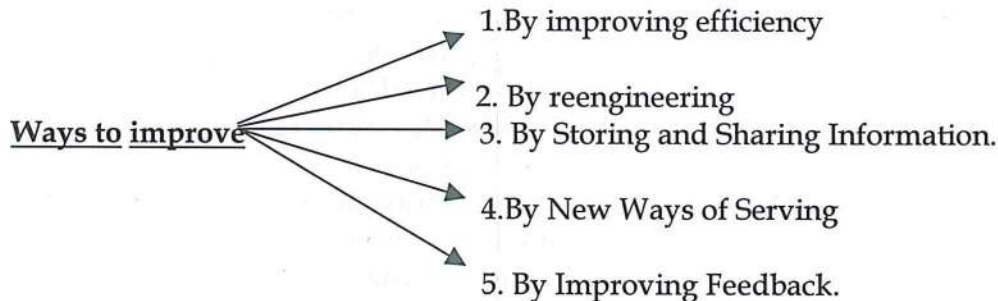 1.By improving efficiency
2. By reengineering
Ways to improve
3. By Storing and Sharing Information.
4.By New Ways of Serving
5. By Improving Feedback.